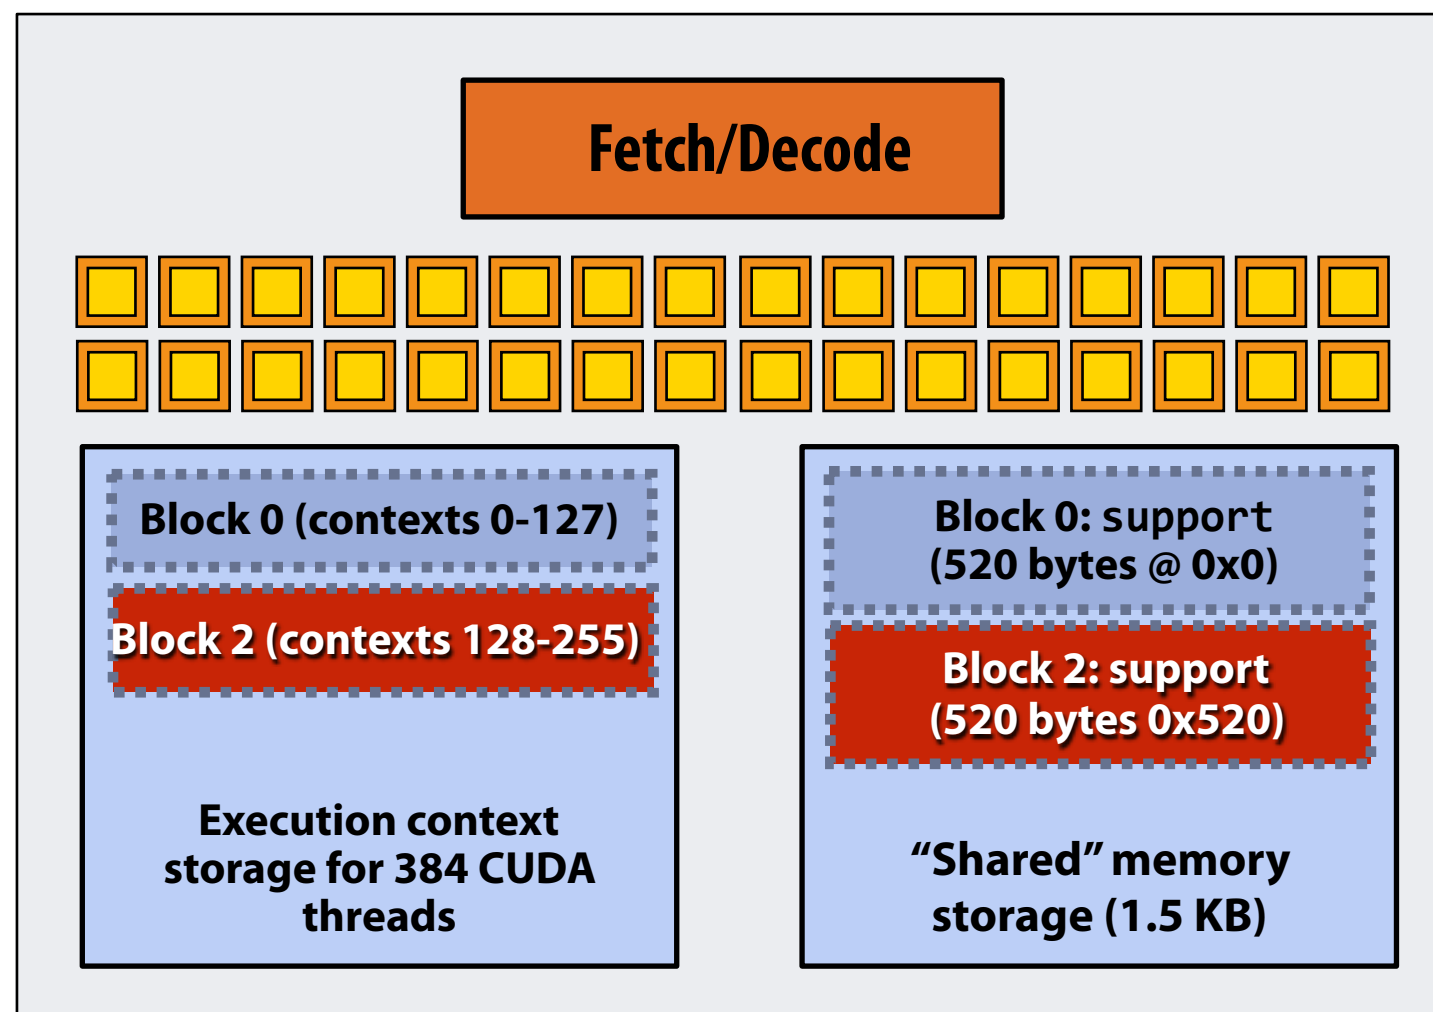 Fetch/Decode
Block 0 (contexts 0-127)
Block 2 (contexts 128-255)
Execution context
storage for 384 CUDA
threads
Block 0: support
(520 bytes @ 0x0)
Block 2: support
(520 bytes 0x520)
“Shared” memory
storage (1.5 KB)